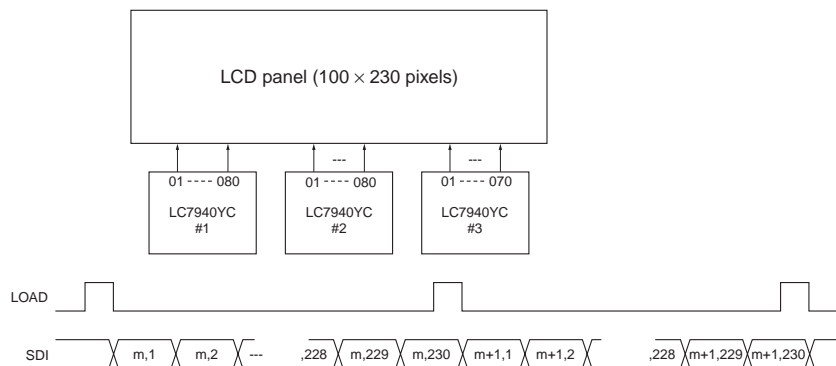 LCD panel (100 × 230 pixels)
--- ---
01 ---- 080 01 ---- 080 01 ---- 070
LC7940YC LC7940YC LC7940YC
#1 #2 #3
LOAD
SDI m,1 m,2 --- ,228 m,229 m,230 m+1,1 m+1,2 ,228 m+1,229 m+1,230